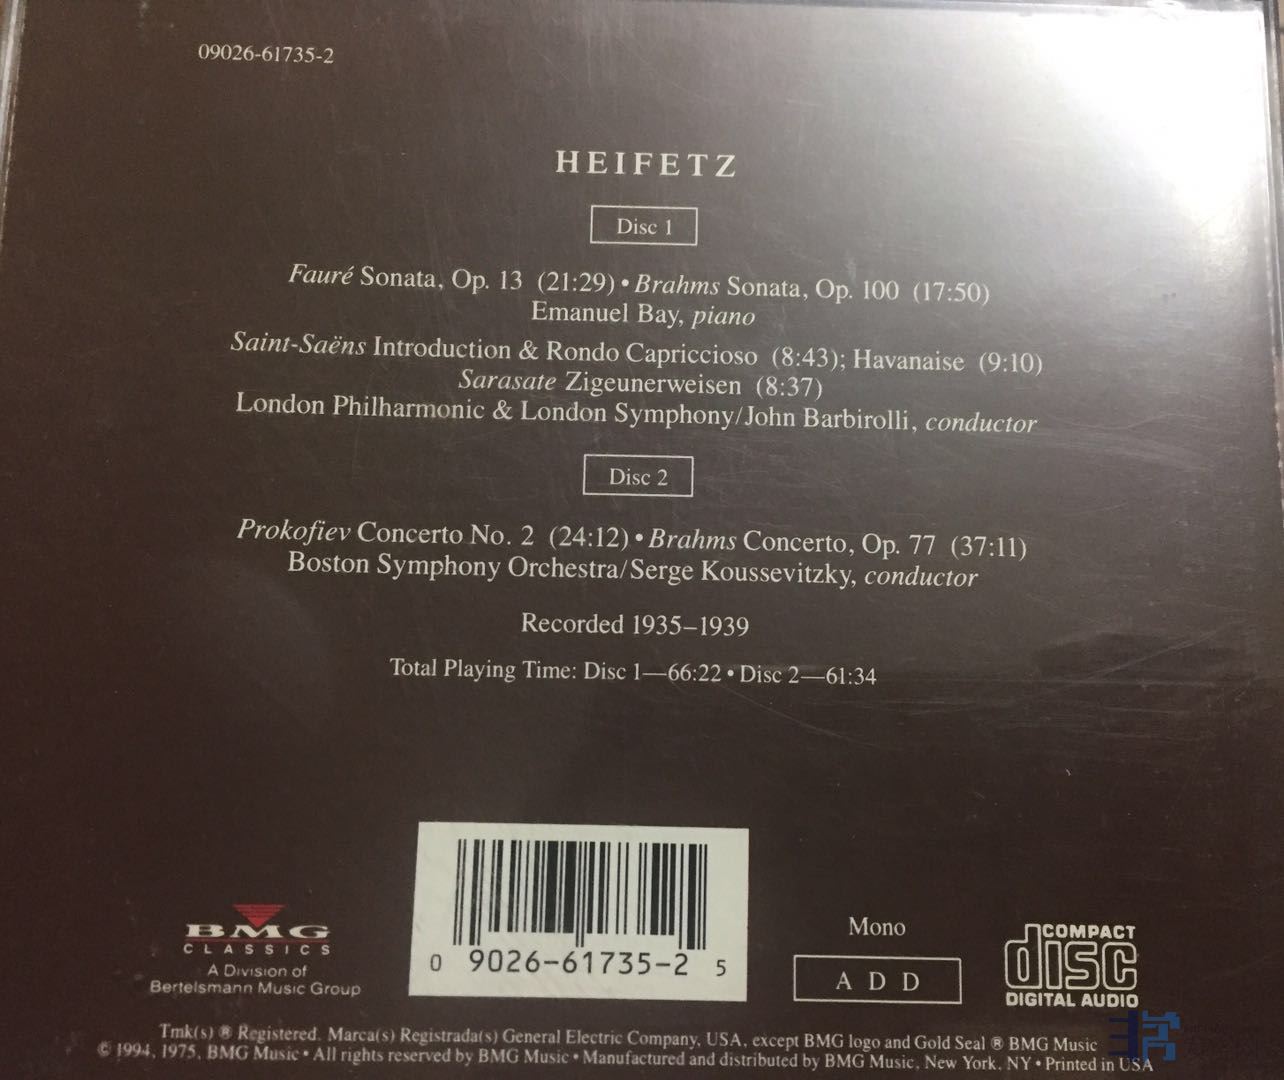 09026-61735-2
HEIFETZ
Disc 1
Fauré Sonata, Op. 13 (21:29) • Brahms Sonata, Op. 100 (17:50)
Emanuel Bay, piano
Saint-Saëns Introduction & Rondo Capriccioso (8:43); Havanaise (9:10)
Sarasate Zigeunerweisen (8:37)
London Philharmonic & London Symphony/John Barbirolli, conductor
Disc 2
Prokofiev Concerto No. 2 (24:12) • Brahms Concerto, Op. 77 (37:11)
Boston Symphony Orchestra/Serge Koussevitzky, conductor
Recorded 1935–1939
Total Playing Time: Disc 1—66:22 • Disc 2—61:34
BMG
CLASSICS
A Division of
Bertelsmann Music Group
0 9026-61735-2 5
Mono
ADD
COMPACT
disc
DIGITAL AUDIO
Tmk(s) ® Registered. Marca(s) Registrada(s) General Electric Company, USA, except BMG logo and Gold Seal ® BMG Music
© 1994, 1975, BMG Music • All rights reserved by BMG Music • Manufactured and distributed by BMG Music, New York, NY • Printed in USA